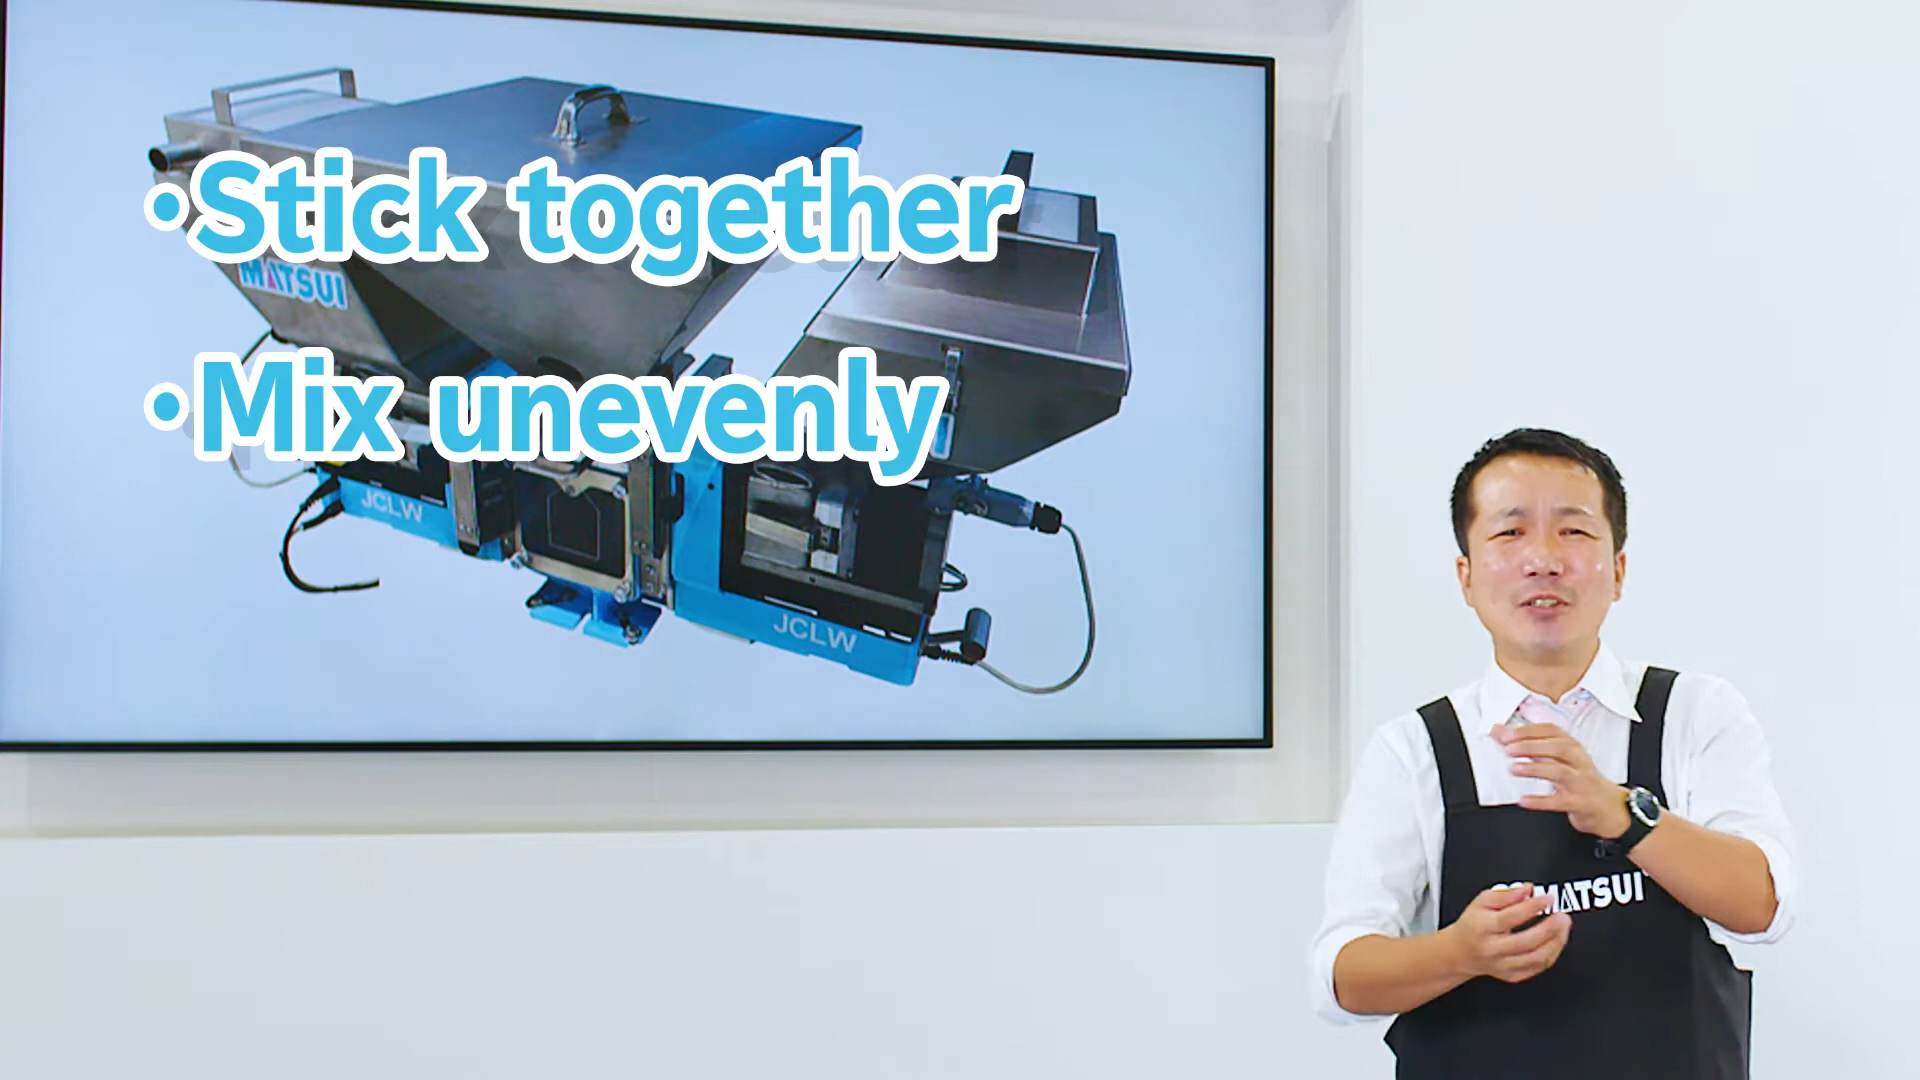 •Stick together
MATSUI
•Mix unevenly
JCLW
JCLW
MATSUI